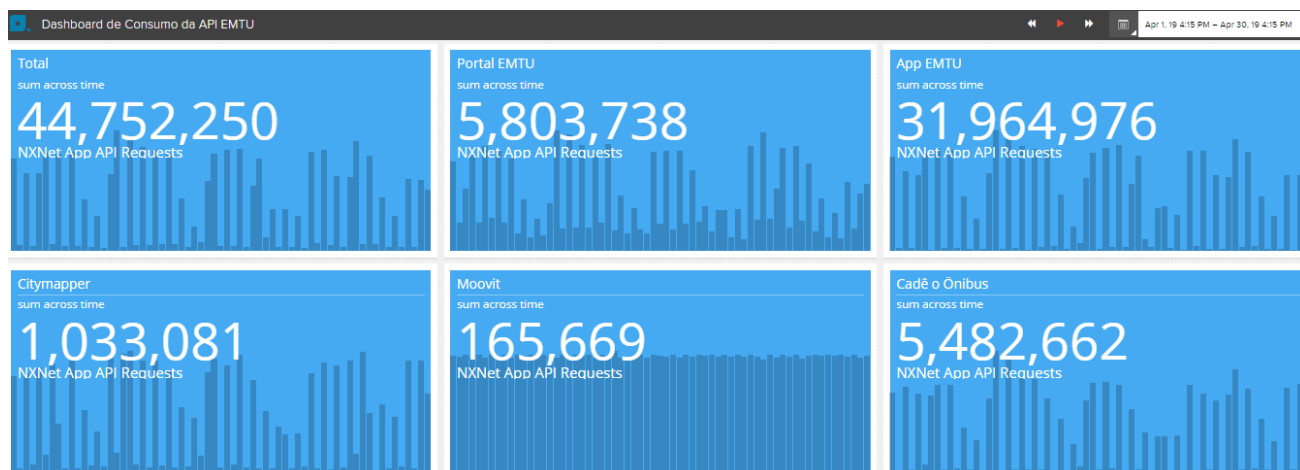 Dashboard de Consumo da API EMTU
Apr 1, 19 4:15 PM – Apr 30, 19 4:15 PM
Total
sum across time
44,752,250
NXNet App API Requests
Portal EMTU
sum across time
5,803,738
NXNet App API Requests
App EMTU
sum across time
31,964,976
NXNet App API Requests
Citymapper
sum across time
1,033,081
NXNet App API Requests
Moovit
sum across time
165,669
NXNet App API Requests
Cadê o Ônibus
sum across time
5,482,662
NXNet App API Requests